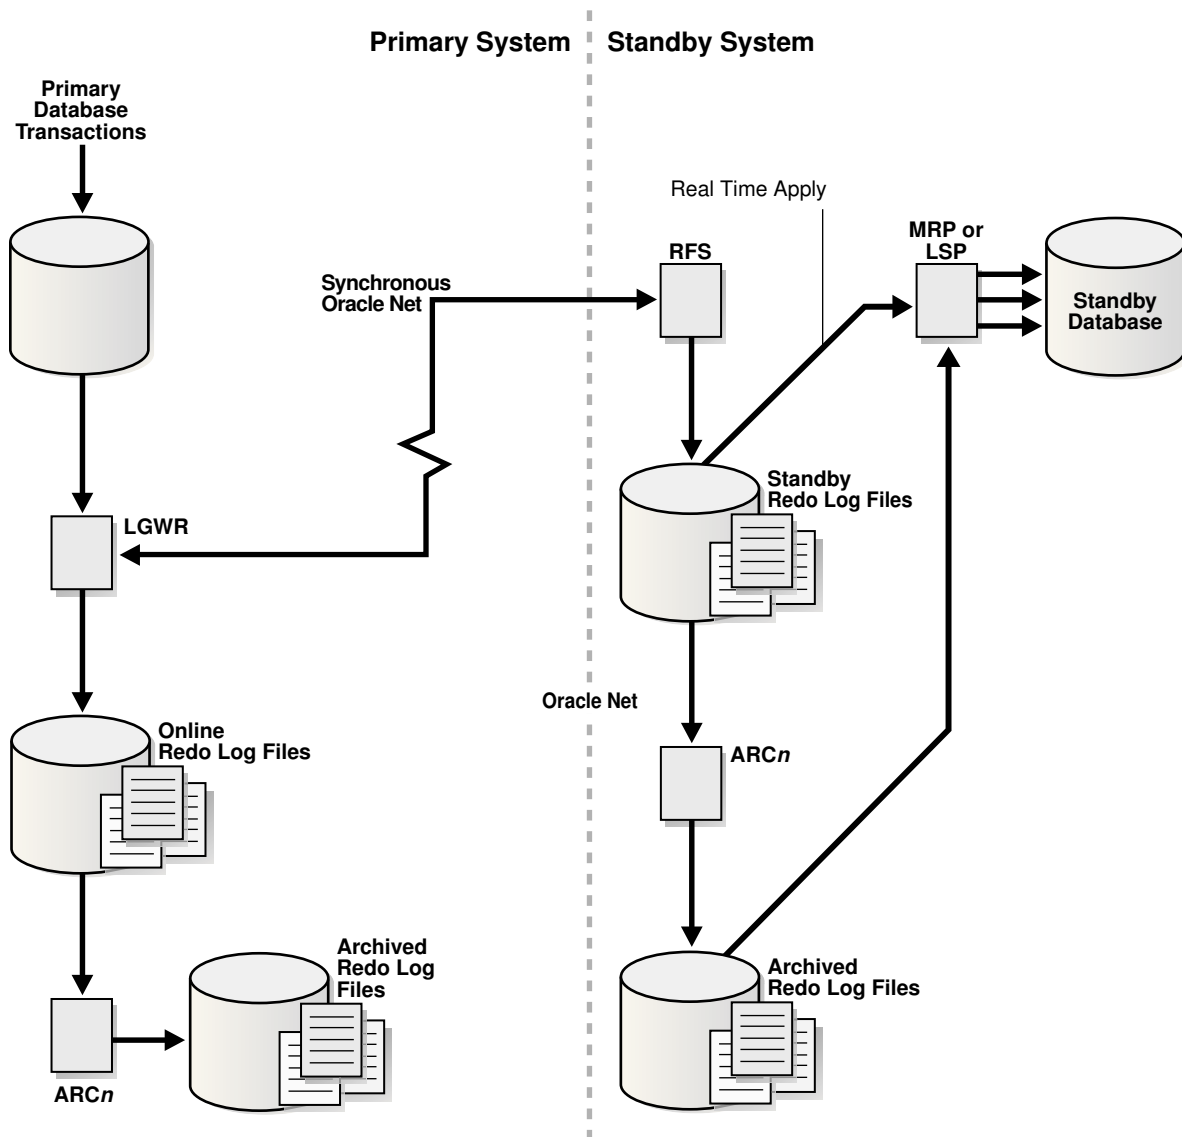 Primary System
Standby System
Primary
Database
Transactions
Real Time Apply
MRP or
LSP
RFS
Synchronous
Oracle Net
Standby
Database
Standby
Redo Log Files
LGWR
Oracle Net
Online
Redo Log Files
ARCn
Archived
Redo Log
Files
Archived
Redo Log Files
ARCn